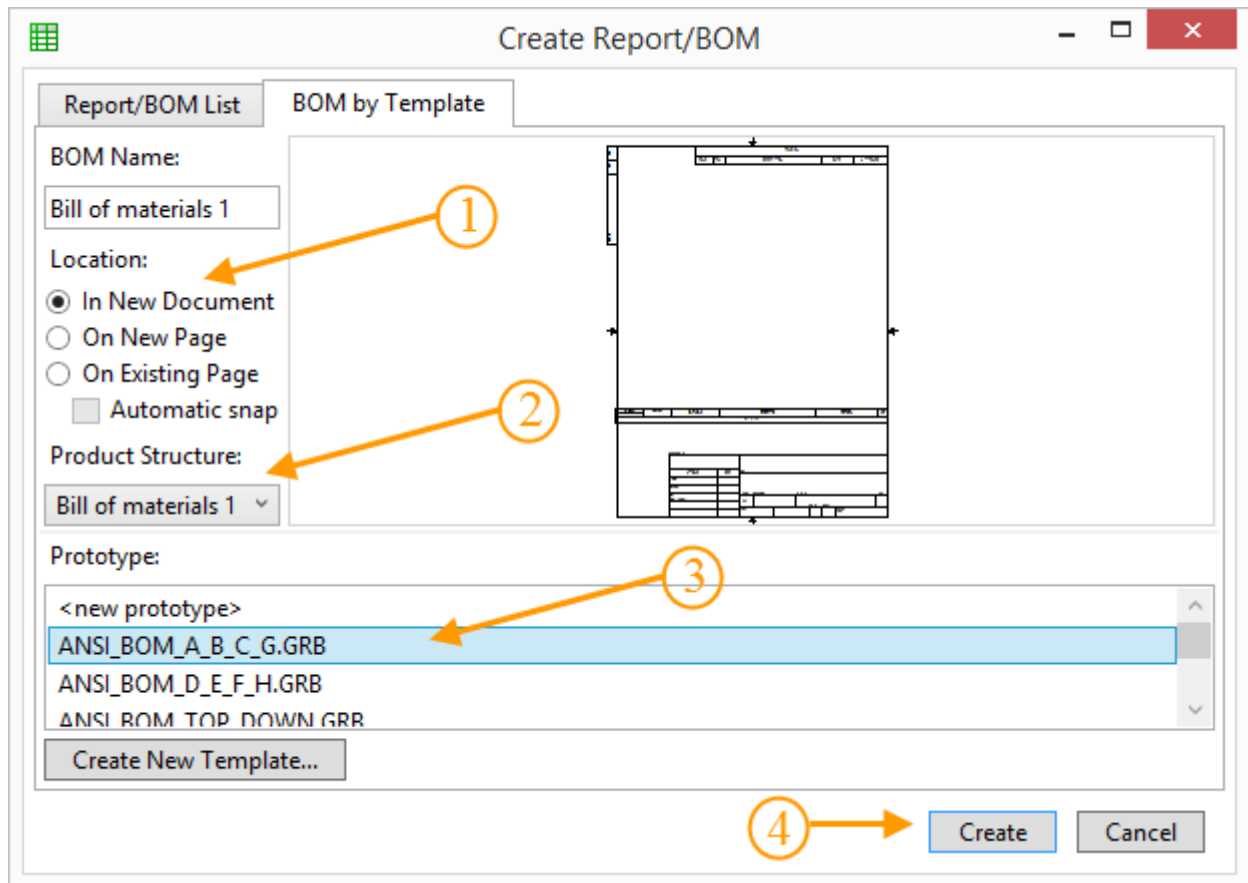 Create Report/BOM
Report/BOM List
BOM by Template
BOM Name:
Bill of materials 1
1
Location:
In New Document
On New Page
On Existing Page
Automatic snap
2
Product Structure:
Bill of materials 1
Prototype:
3
<new prototype>
ANSI_BOM_A_B_C_G.GRB
ANSI_BOM_D_E_F_H.GRB
ANSI_BOM_TOP_DOWN.GRB
Create New Template...
4
Create
Cancel